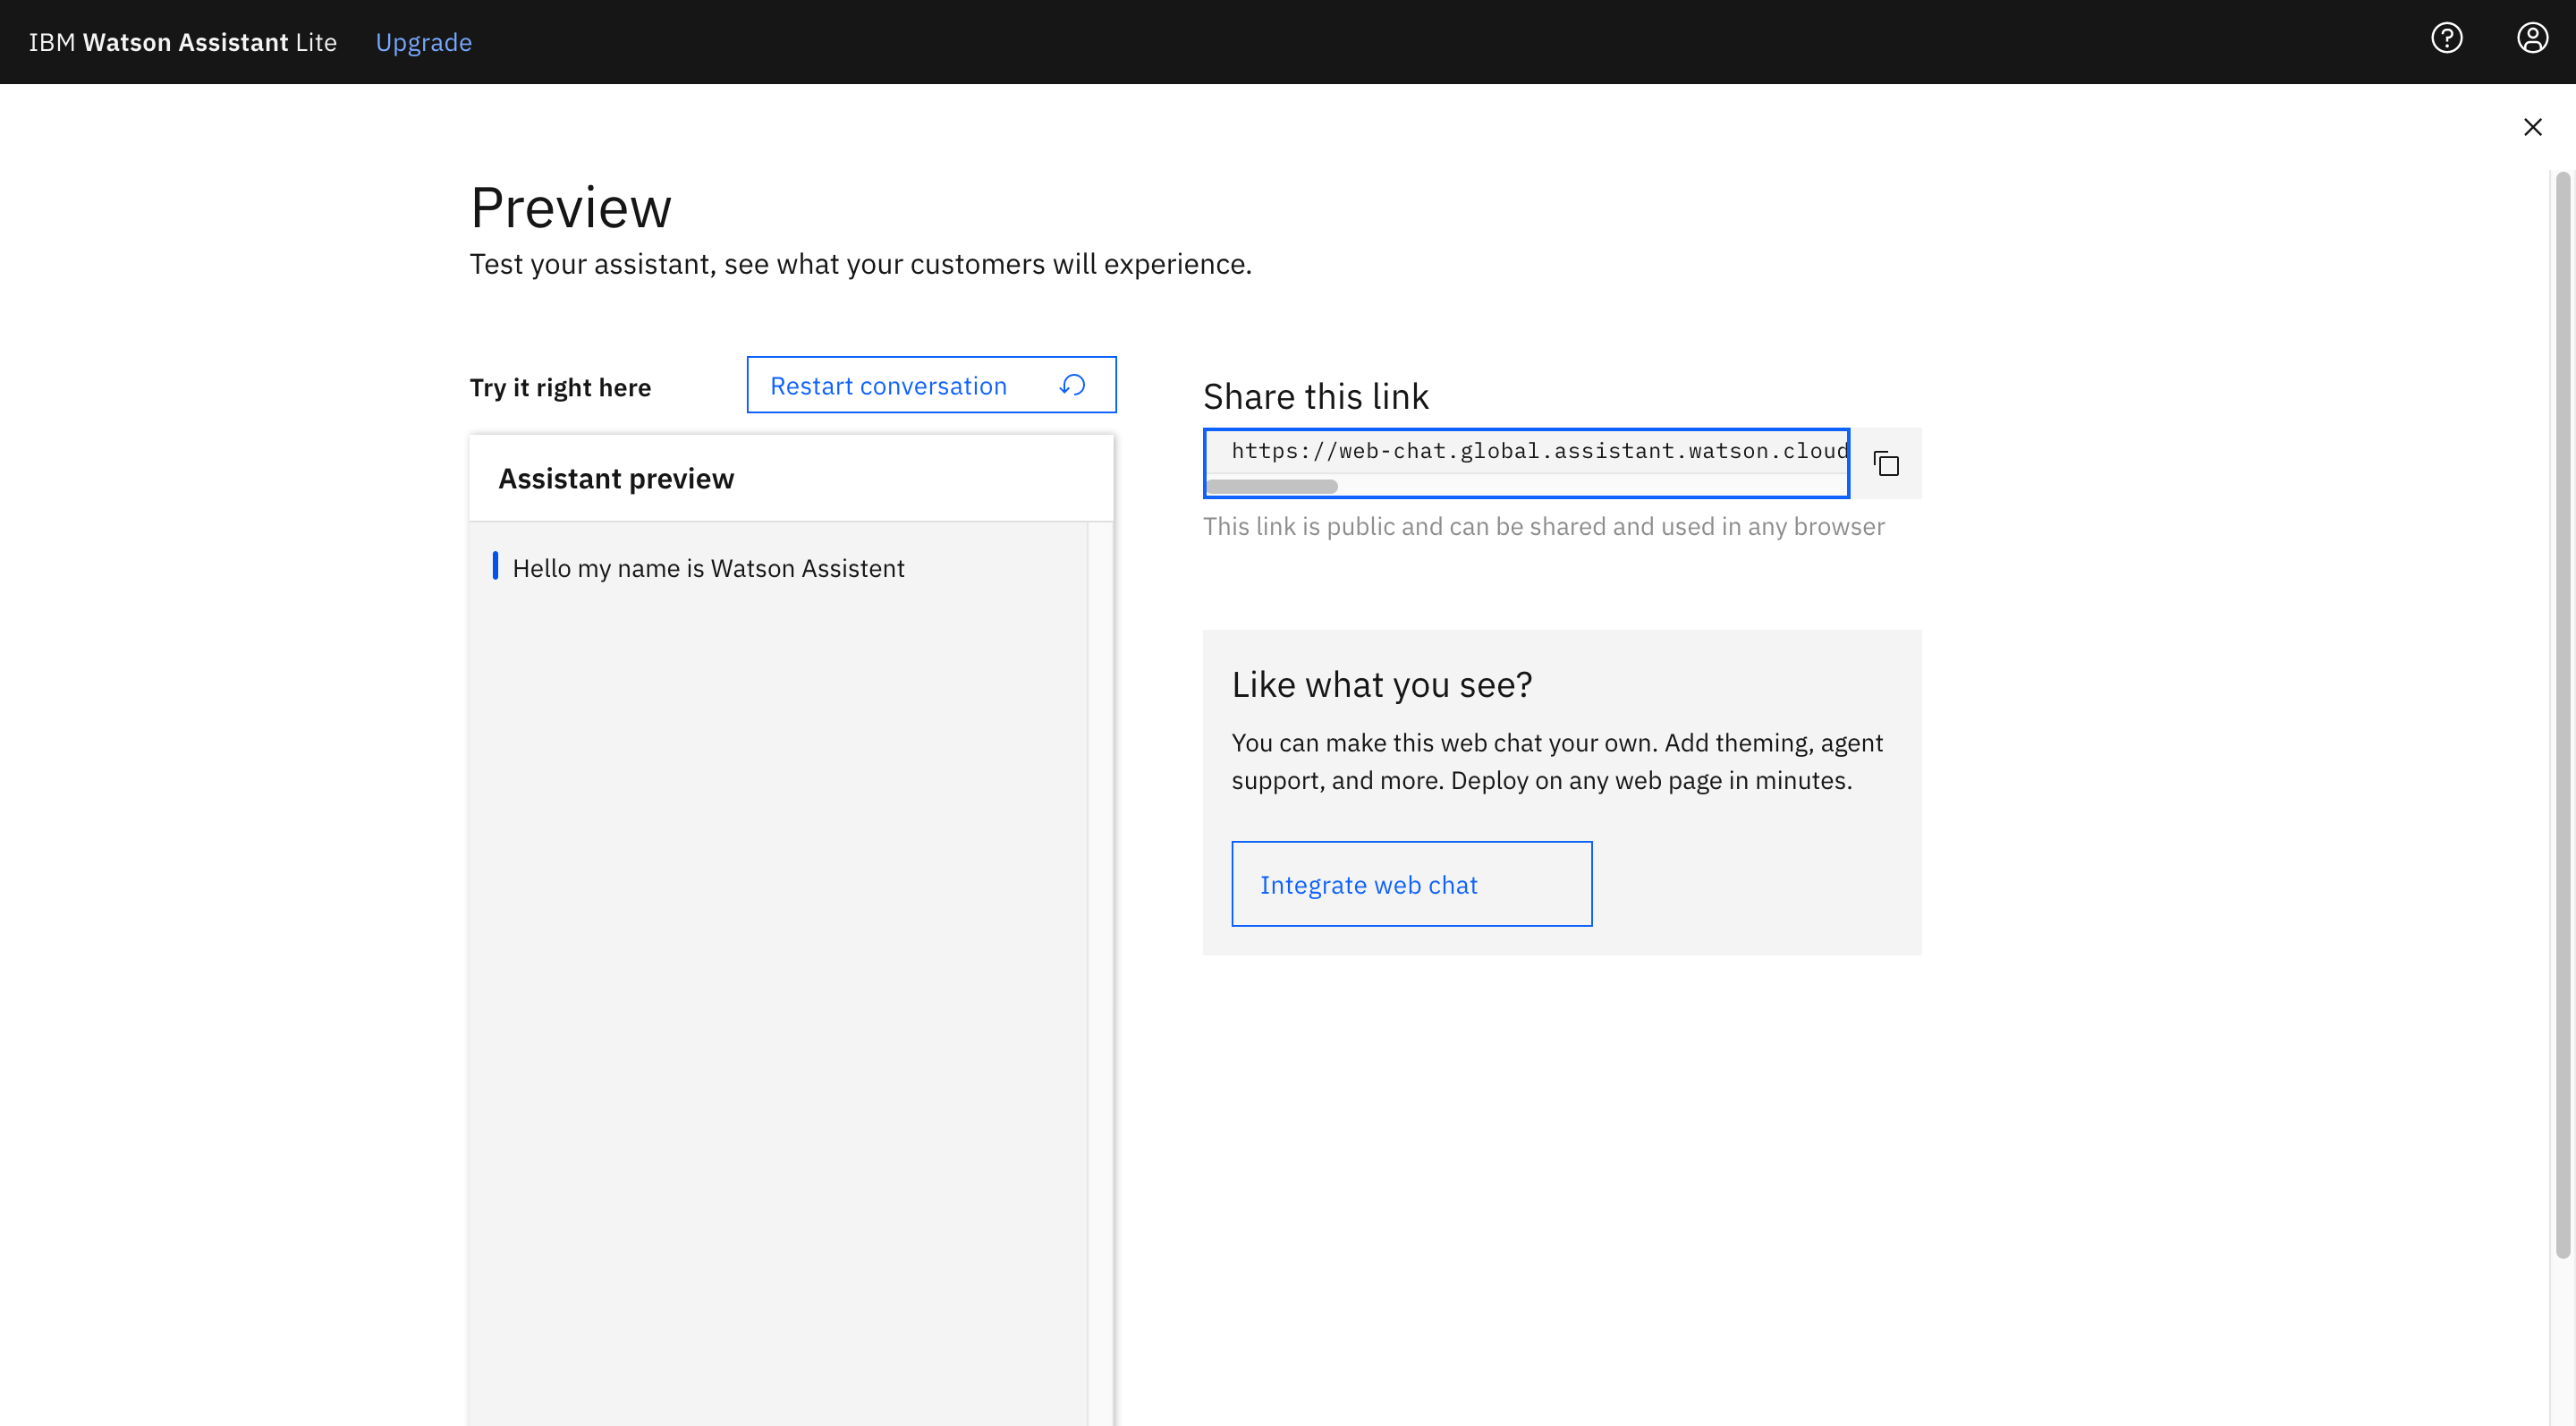 IBM Watson Assistant Lite Upgrade
Preview
Test your assistant, see what your customers will experience.
Try it right here
Restart conversation
Assistant preview
Hello my name is Watson Assistent
Share this link
https://web-chat.global.assistant.watson.cloud
This link is public and can be shared and used in any browser
Like what you see?
You can make this web chat your own. Add theming, agent
support, and more. Deploy on any web page in minutes.
Integrate web chat